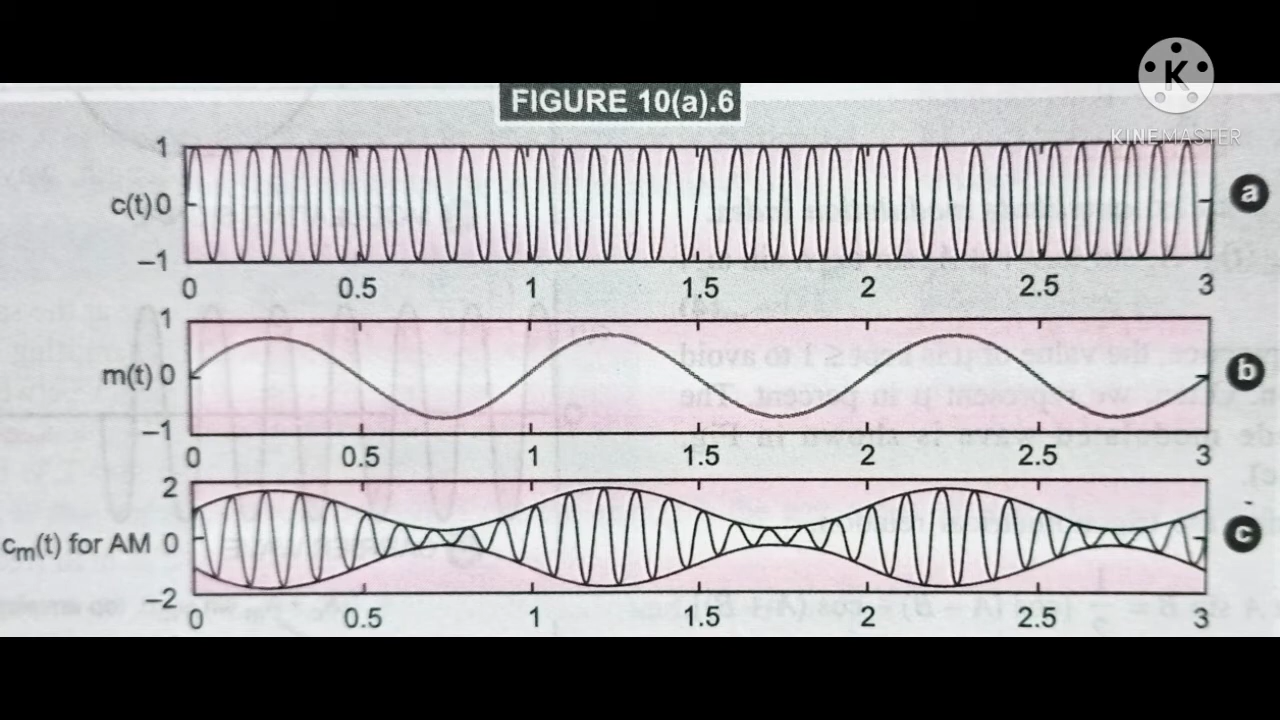 FIGURE 10(a).6
K
KINEMASTER
1
c(t) 0
–1
a
0 0.5 1 1.5 2 2.5 3
1
m(t) 0
–1
b
0 0.5 1 1.5 2 2.5 3
2
cm(t) for AM 0
–2
c
0 0.5 1 1.5 2 2.5 3